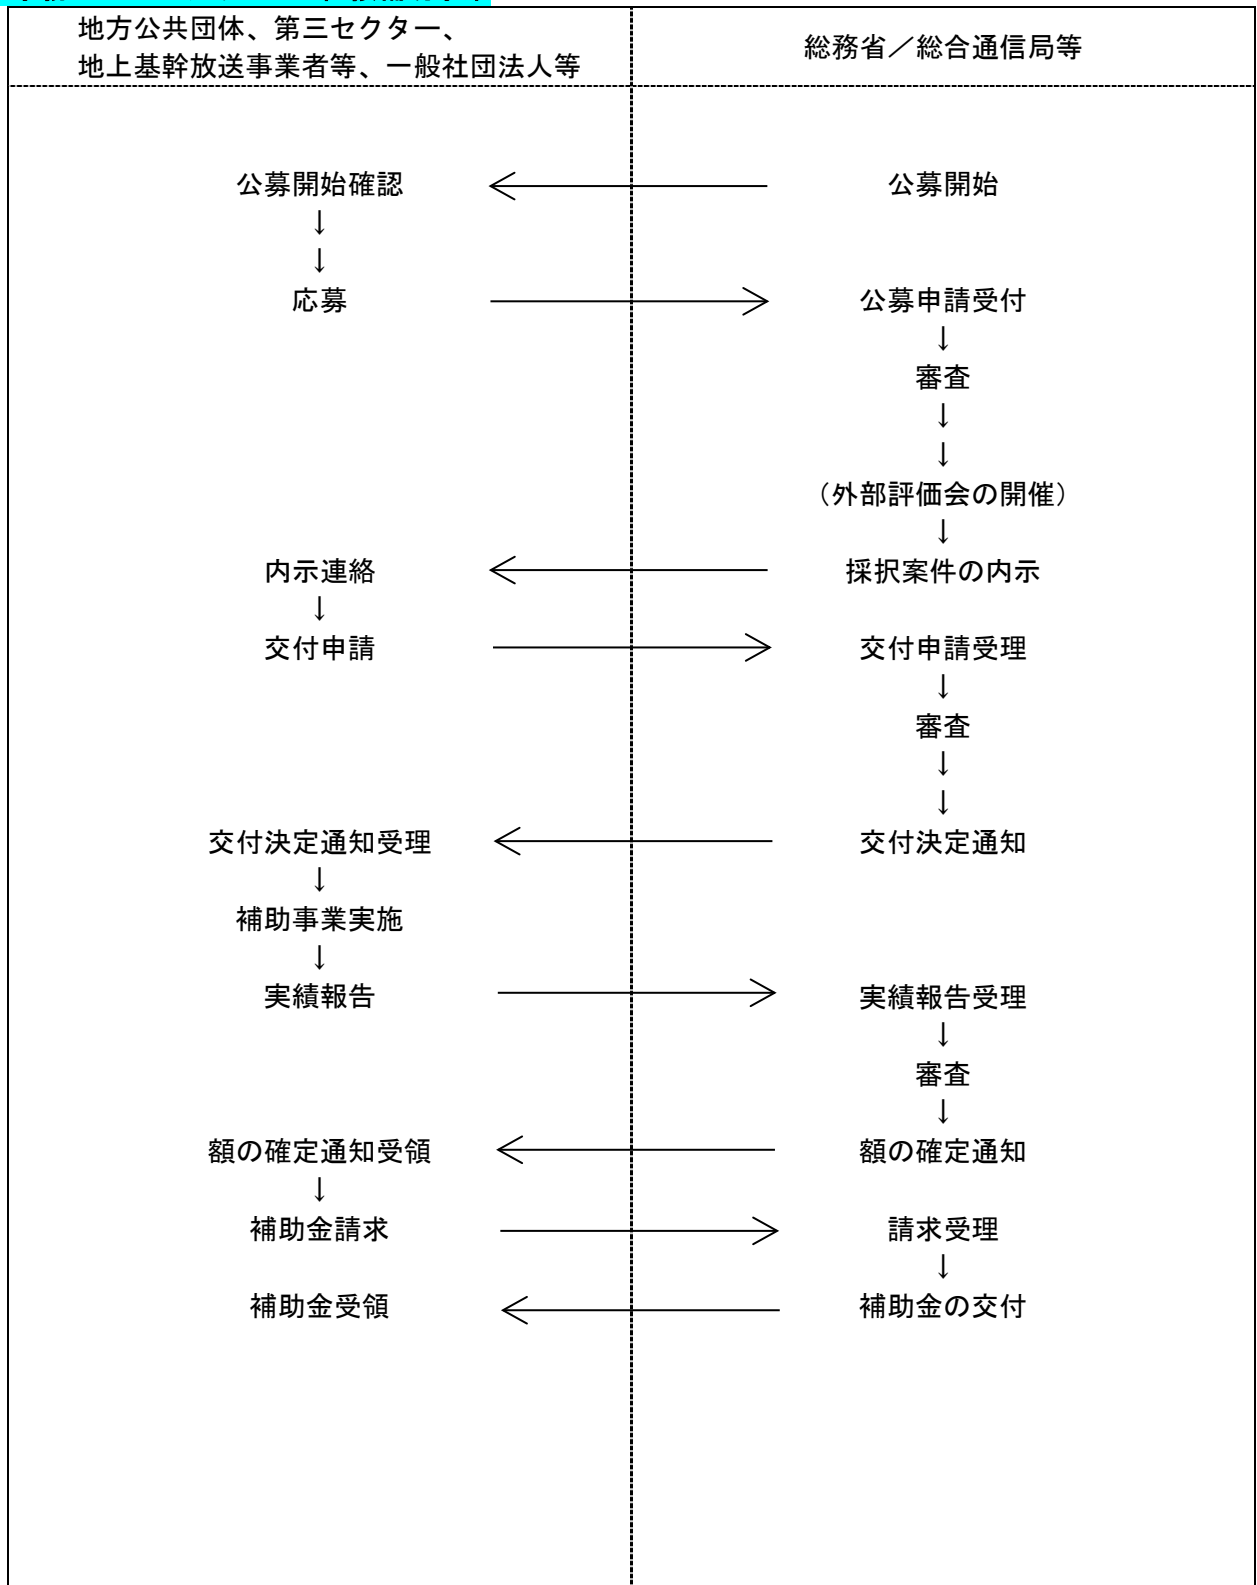 地方公共団体、第三セクター、
地上基幹放送事業者等、一般社団法人等
総務省／総合通信局等
公募開始確認
公募開始
↓
↓
応募
公募申請受付
↓
審査
↓
↓
（外部評価会の開催）
↓
内示連絡
採択案件の内示
↓
交付申請
交付申請受理
↓
審査
↓
↓
交付決定通知受理
交付決定通知
↓
補助事業実施
↓
実績報告
実績報告受理
↓
審査
↓
額の確定通知受領
額の確定通知
↓
補助金請求
請求受理
↓
補助金受領
補助金の交付